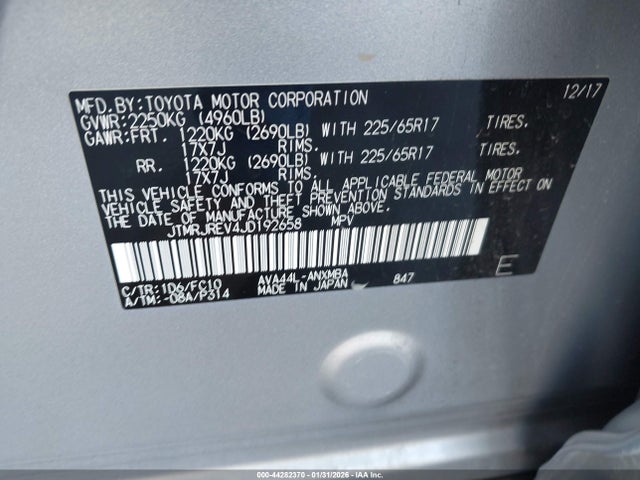 MFD.BY:TOYOTA MOTOR CORPORATION 12/17
GVWR:2250KG (4960LB)
GAWR:FRT. 1220KG (2690LB) WITH 225/65R17 TIRES.
17X7J RIMS.
RR. 1220KG (2690LB) WITH 225/65R17 TIRES.
17X7J RIMS.
THIS VEHICLE CONFORMS TO ALL APPLICABLE FEDERAL MOTOR
VEHICLE SAFETY AND THEFT PREVENTION STANDARDS IN EFFECT ON
THE DATE OF MANUFACTURE SHOWN ABOVE.
JTMRJREV4JD192658 MPV
C/TR:1D6/FC10 AVA44L-ANXMBA 847 E
A/TM:-08A/P314 MADE IN JAPAN
000-44282370 - 01/31/2026 - Copyright IAA, Inc.